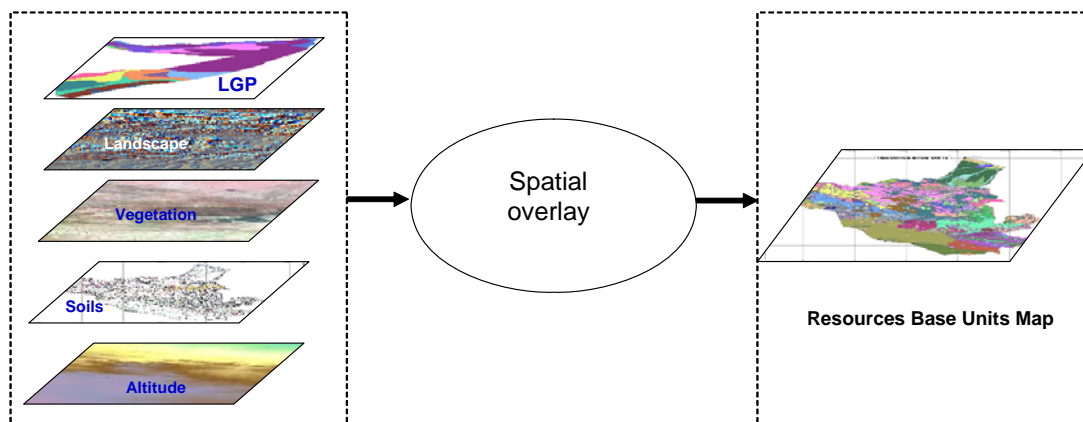 LGP
Landscape
Vegetation
Soils
Altitude
Spatial
overlay
Resources Base Units Map